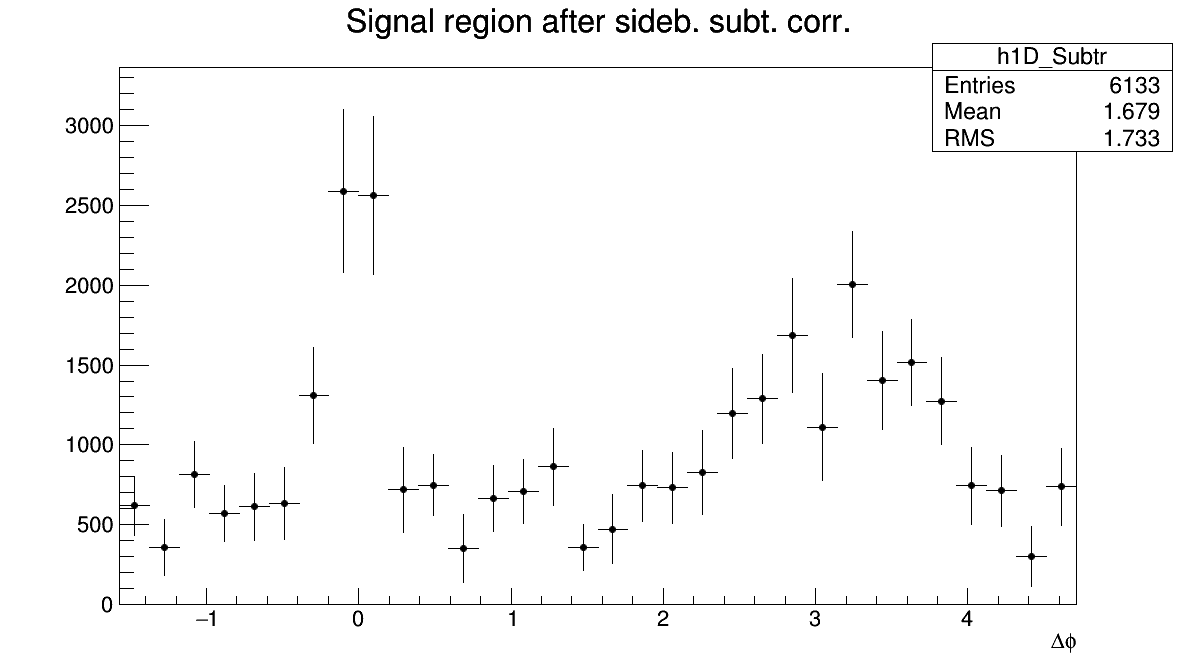 Signal region after sideb. subt. corr.
h1D_Subtr
Entries 6133
Mean 1.679
RMS 1.733
3000
2500
2000
1500
1000
500
0
−1 0 1 2 3 4
Δϕ